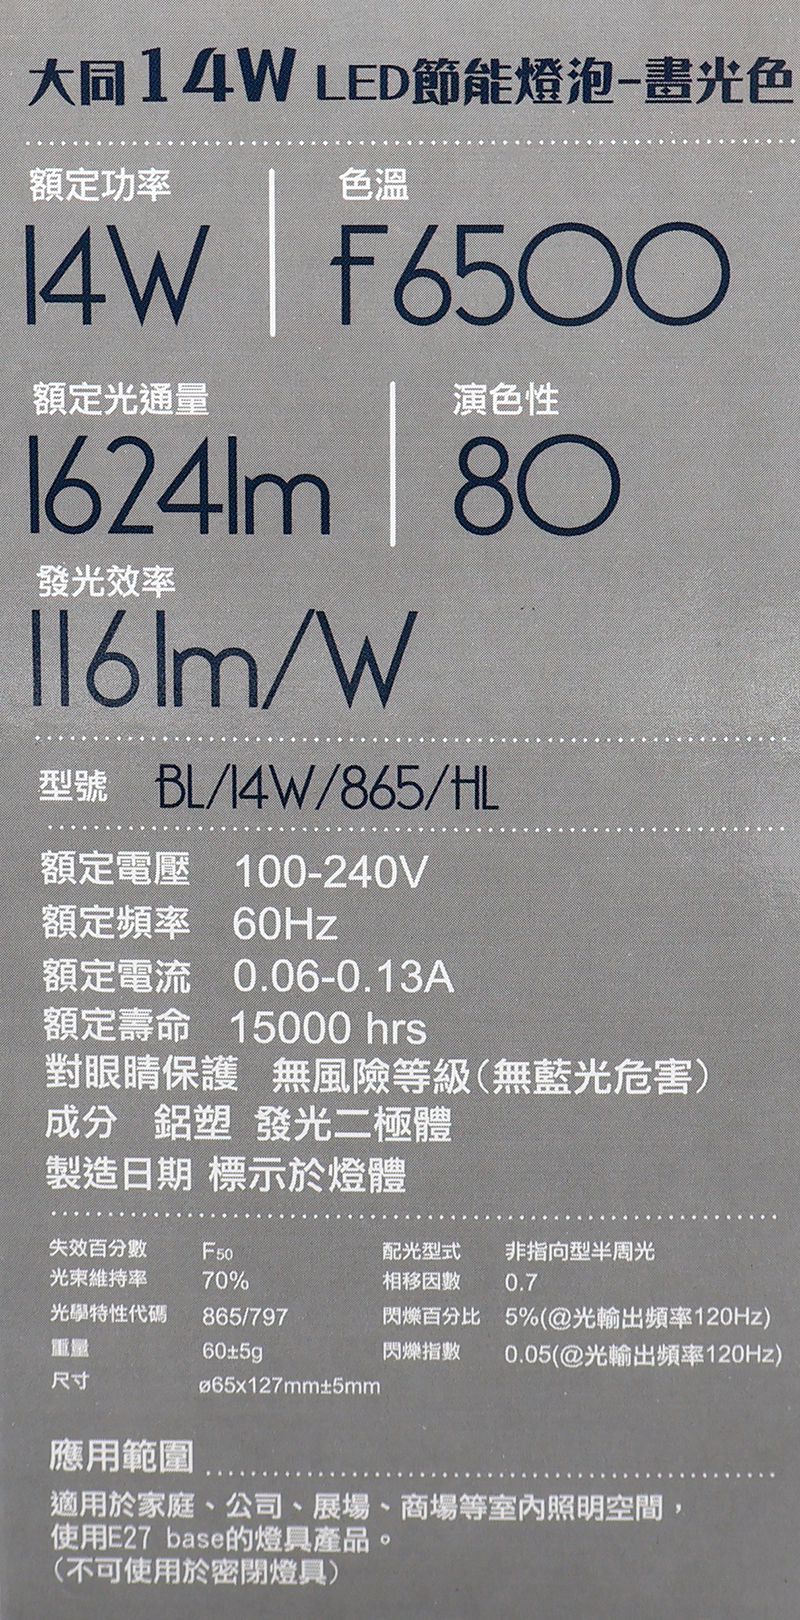 大同14W LED節能燈泡-晝光色
額定功率 色溫
14W F6500
額定光通量 演色性
1624lm 80
發光效率
116lm/W
型號 BL/14W/865/HL
額定電壓 100-240V
額定頻率 60Hz
額定電流 0.06-0.13A
額定壽命 15000 hrs
對眼睛保護 無風險等級(無藍光危害)
成分 鋁塑 發光二極體
製造日期 標示於燈體
失效百分數 F50 配光型式 非指向型半周光
光束維持率 70% 相移因數 0.7
光學特性代碼 865/797 閃爍百分比 5%(@光輸出頻率120Hz)
重量 60±5g 閃爍指數 0.05(@光輸出頻率120Hz)
尺寸 ø65x127mm±5mm
應用範圍
適用於家庭、公司、展場、商場等室內照明空間，
使用E27 base的燈具產品。
(不可使用於密閉燈具)